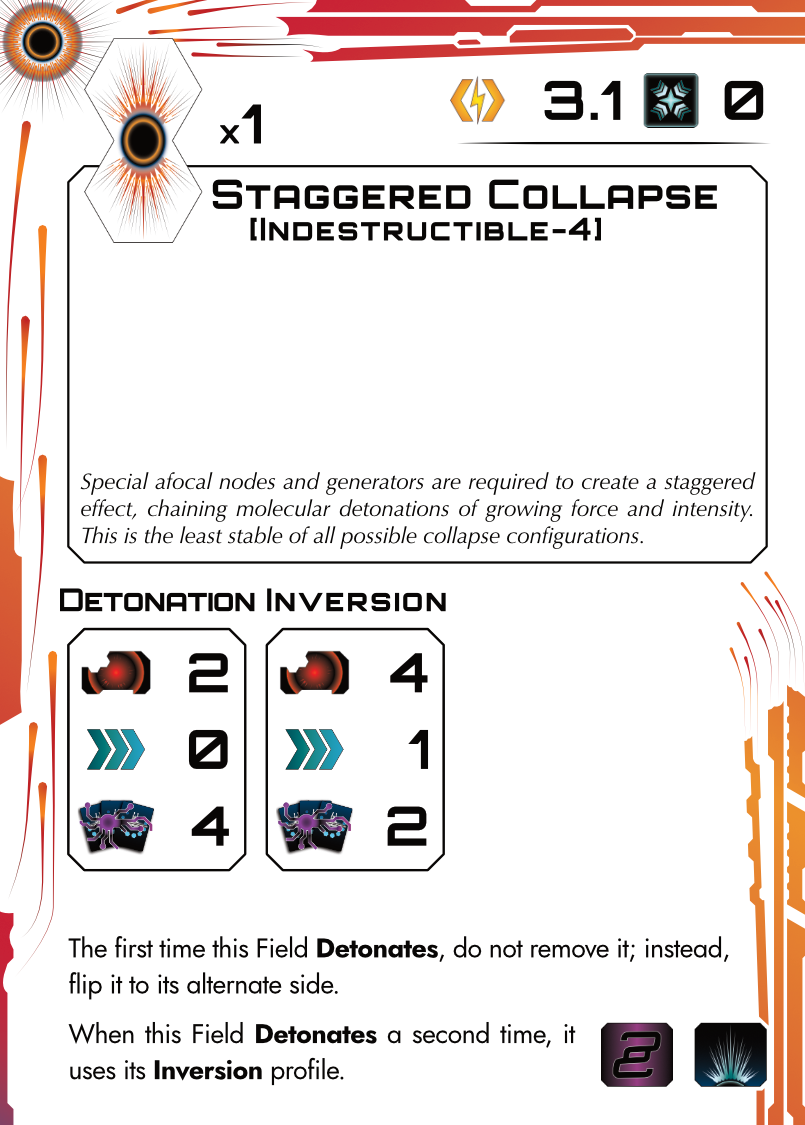 x1
3.1
0
Staggered Collapse
[Indestructible-4]
Special afocal nodes and generators are required to create a staggered
effect, chaining molecular detonations of growing force and intensity.
This is the least stable of all possible collapse configurations.
Detonation Inversion
2
0
4
4
1
2
The first time this Field Detonates, do not remove it; instead,
flip it to its alternate side.
When this Field Detonates a second time, it
uses its Inversion profile.
2